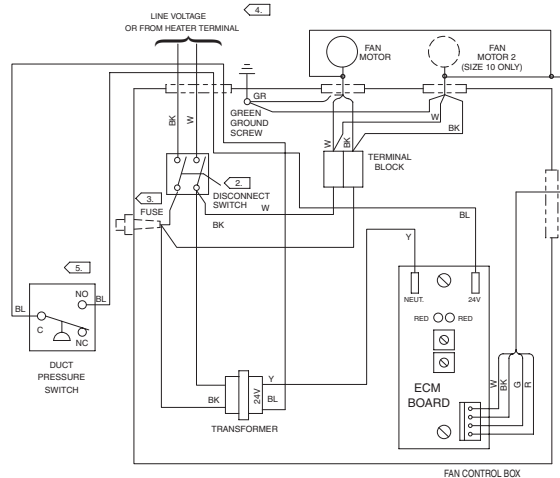 LINE VOLTAGE
OR FROM HEATER TERMINAL
4.
FAN
MOTOR
FAN
MOTOR 2
(SIZE 10 ONLY)
GR
GREEN
GROUND
SCREW
BK
W
W
BK
W
BK
TERMINAL
BLOCK
2.
DISCONNECT
SWITCH
3.
FUSE
W
BK
BL
Y
5.
NO
BL
BL
C
NC
DUCT
PRESSURE
SWITCH
NEUT.
24V
RED
RED
ECM
BOARD
W
BK
G
R
Y
BK
24V
BL
TRANSFORMER
FAN CONTROL BOX